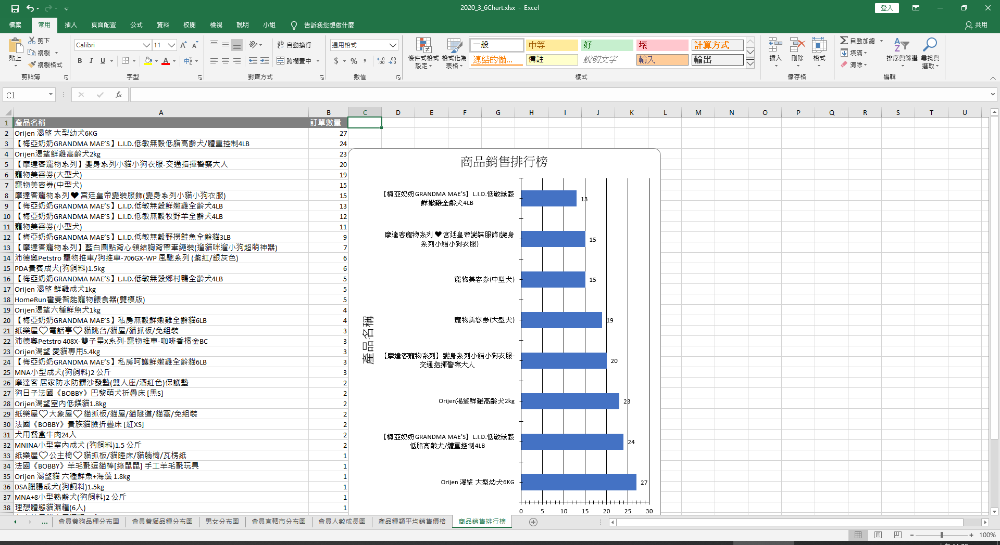 2020_3_6Chart.xlsx - Excel
登入
檔案 常用 插入 頁面配置 公式 資料 校閱 檢視 說明 小組 告訴我您想做什麼 共用
貼上 剪下 複製 複製格式 剪貼簿
Calibri 11 B I U A 中ㄨ 字型
自動換行 跨欄置中 對齊方式
通用格式 $ % , 數值
條件式格式設定 格式化為表格
一般 中等 好 壞 計算方式
連結的儲... 備註 說明文字 輸入 輸出
樣式
插入 刪除 格式 儲存格
自動加總 填滿 清除 排序與篩選 尋找與選取 編輯
C1 fx
A B C D E F G H I J K L M N O P Q R S T U
1 產品名稱 訂單數量
2 Orijen 渴望 大型幼犬6KG 27
3 【梅亞奶奶GRANDMA MAE’S】L.I.D.低敏無穀低脂高齡犬/體重控制4LB 24
4 Orijen渴望鮮雞高齡犬2kg 23
5 【摩達客寵物系列】變身系列小貓小狗衣服-交通指揮警察大人 20
6 寵物美容券(大型犬) 19
7 寵物美容券(中型犬) 15
8 摩達客寵物系列 ♥ 宮廷皇帝變裝服飾(變身系列小貓小狗衣服) 15
9 【梅亞奶奶GRANDMA MAE’S】L.I.D.低敏無穀鮮嫩雞全齡犬4LB 13
10 【梅亞奶奶GRANDMA MAE’S】L.I.D.低敏無穀牧野羊全齡犬4LB 12
11 寵物美容券(小型犬) 11
12 【梅亞奶奶GRANDMA MAE’S】L.I.D.低敏無穀野撈鮭魚全齡貓3LB 9
13 【摩達客寵物系列】藍白圓點背心領結胸背帶牽繩裝(遛貓咪遛小狗超萌神器) 7
14 沛德奧Petstro 寵物推車/狗推車-706GX-WP 風馳系列 (紫紅/銀灰色) 6
15 PDA貴賓成犬(狗飼料)1.5kg 6
16 【梅亞奶奶GRANDMA MAE’S】L.I.D.低敏無穀鄉村鴨全齡犬4LB 5
17 Orijen 渴望 鮮雞成犬1kg 5
18 HomeRun霍曼智能寵物餵食器(雙模版) 5
19 Orijen渴望六種鮮魚犬1kg 4
20 【梅亞奶奶GRANDMA MAE’S】私房無穀鮮嫩雞全齡貓6LB 4
21 紙樂屋♡電話亭♡貓跳台/貓屋/貓抓板/免組裝 3
22 沛德奧Petstro 408X-雙子星X系列-寵物推車-咖啡香檳金BC 3
23 Orijen渴望 愛貓專用5.4kg 3
24 【梅亞奶奶GRANDMA MAE’S】私房呵護鮮嫩雞全齡貓6LB 3
25 MNA小型成犬(狗飼料)2 公斤 3
26 摩達客 居家防水防髒沙發墊(雙人座/酒紅色)保護墊 2
27 狗日子法國《BOBBY》巴黎萌犬折疊床 [黑S] 2
28 Orijen渴望室內低鎂貓1.8kg 2
29 紙樂屋♡大象屋♡貓抓板/貓屋/貓隧道/貓窩/免組裝 2
30 法國《BOBBY》貴族貓臉折疊床 [紅XS] 2
31 犬用餐盒牛肉24入 2
32 MNINA小型室內成犬 (狗飼料)1.5 公斤 2
33 紙樂屋♡公主椅♡貓抓板/貓睡床/貓躺椅/瓦楞紙 1
34 法國《BOBBY》羊毛氈逗貓棒[綠鼠鼠] 手工羊毛氈玩具 1
35 Orijen 渴望貓 六種鮮魚+海藻 1.8kg 1
36 DSA臘腸成犬(狗飼料)1.5kg 1
37 MNA+8小型熟齡犬(狗飼料)2 公斤 1
38 理想體態貓濕糧(6入) 1
商品銷售排行榜
產品名稱
【梅亞奶奶GRANDMA MAE’S】L.I.D.低敏無穀
鮮嫩雞全齡犬4LB 13
摩達客寵物系列 ♥ 宮廷皇帝變裝服飾(變身
系列小貓小狗衣服) 15
寵物美容券(中型犬) 15
寵物美容券(大型犬) 19
【摩達客寵物系列】變身系列小貓小狗衣服-
交通指揮警察大人 20
Orijen渴望鮮雞高齡犬2kg 23
【梅亞奶奶GRANDMA MAE’S】L.I.D.低敏無穀
低脂高齡犬/體重控制4LB 24
Orijen 渴望 大型幼犬6KG 27
0 5 10 15 20 25 30
... 會員養狗品種分布圖 會員養貓品種分布圖 男女分布圖 會員直轄市分布圖 會員人數成長圖 產品種類平均銷售價格 商品銷售排行榜
100%